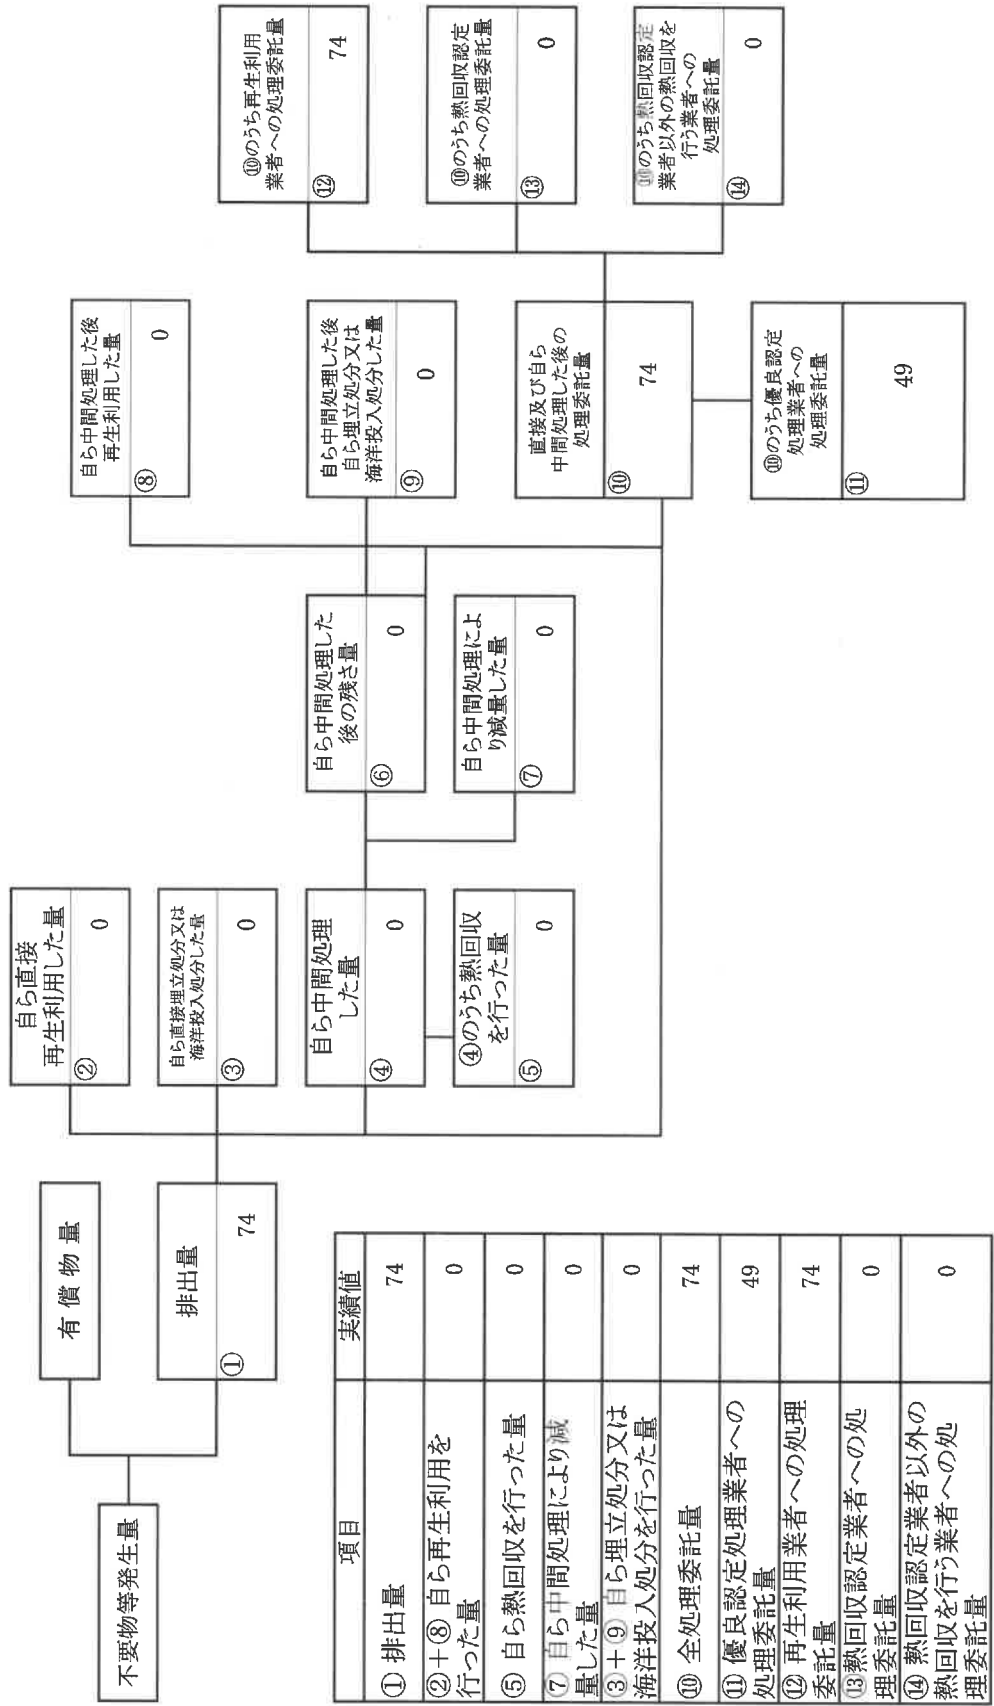 不要物等発生量
有償物量
排出量
①
74
自ら直接
再生利用した量
②
0
自ら直接埋立処分又は
海洋投入処分した量
③
0
自ら中間処理
した量
④
0
④のうち熱回収
を行った量
⑤
0
自ら中間処理した
後の残さ量
⑥
0
自ら中間処理によ
り減量した量
⑦
0
自ら中間処理した後
再生利用した量
⑧
0
自ら中間処理した後
自ら埋立処分又は
海洋投入処分した量
⑨
0
直接及び自ら
中間処理した後の
処理委託量
⑩
74
⑩のうち優良認定
処理業者への
処理委託量
⑪
49
⑩のうち再生利用
業者への処理委託量
⑫
74
⑩のうち熱回収認定
業者への処理委託量
⑬
0
⑩のうち熱回収認定
業者以外の熱回収を
行う業者への
処理委託量
⑭
0
項目 実績値
① 排出量 74
②+⑧ 自ら再生利用を
行った量 0
⑤ 自ら熱回収を行った量 0
⑦ 自ら中間処理により減
量した量 0
③+⑨ 自ら埋立処分又は
海洋投入処分を行った量 0
⑩ 全処理委託量 74
⑪ 優良認定処理業者への
処理委託量 49
⑫ 再生利用業者への処理
委託量 74
⑬熱回収認定業者への処
理委託量 0
⑭ 熱回収認定業者以外の
熱回収を行う業者への処
理委託量 0